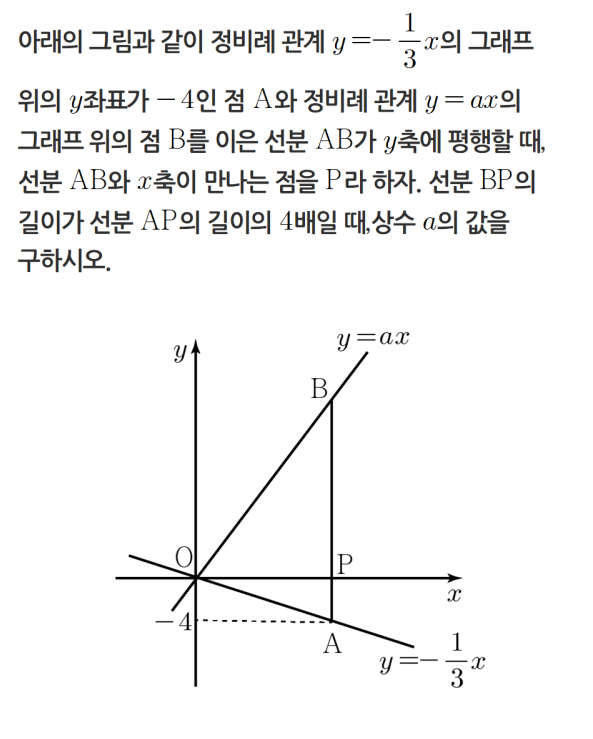 아래의 그림과 같이 정비례 관계 y=-1/3x의 그래프
위의 y좌표가 -4인 점 A와 정비례 관계 y=ax의
그래프 위의 점 B를 이은 선분 AB가 y축에 평행할 때,
선분 AB와 x축이 만나는 점을 P라 하자. 선분 BP의
길이가 선분 AP의 길이의 4배일 때,상수 a의 값을
구하시오.
y=ax
y
B
O
P
x
-4
A
y=-1/3x